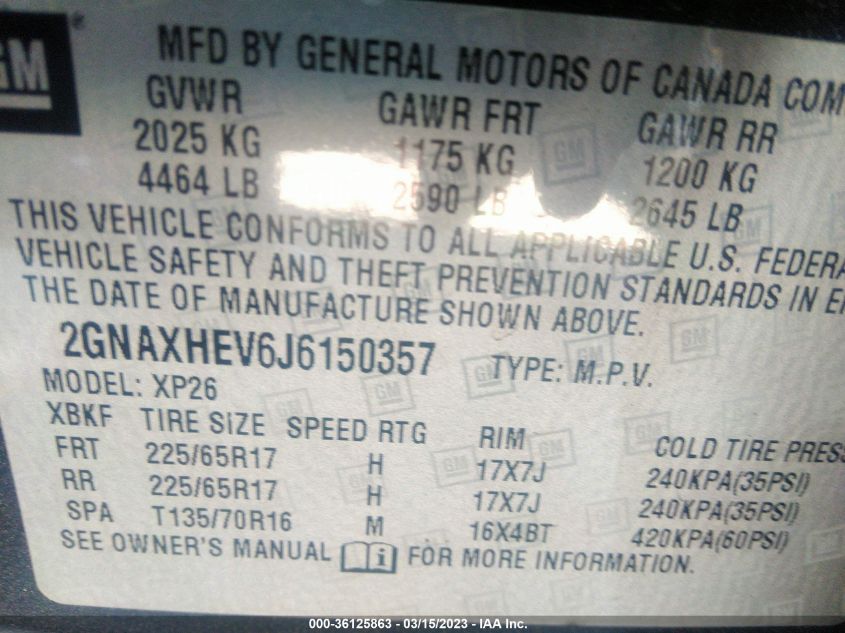 GM
MFD BY GENERAL MOTORS OF CANADA COM
GVWR GAWR FRT GAWR RR
2025 KG 1175 KG 1200 KG
4464 LB 2590 LB 2645 LB
THIS VEHICLE CONFORMS TO ALL APPLICABLE U.S. FEDERA
VEHICLE SAFETY AND THEFT PREVENTION STANDARDS IN E
THE DATE OF MANUFACTURE SHOWN ABOVE.
2GNAXHEV6J6150357 TYPE: M.P.V.
MODEL: XP26
XBKF TIRE SIZE SPEED RTG RIM COLD TIRE PRES
FRT 225/65R17 H 17X7J 240KPA(35PSI)
RR 225/65R17 H 17X7J 240KPA(35PSI)
SPA T135/70R16 M 16X4BT 420KPA(60PSI)
SEE OWNER'S MANUAL i FOR MORE INFORMATION.
000-36125863 - 03/15/2023 - IAA Inc.